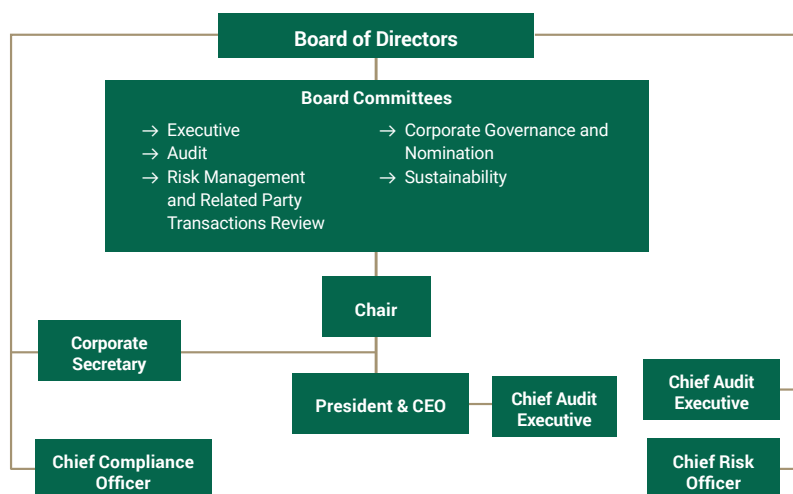 Board of Directors
Board Committees
→ Executive
→ Audit
→ Risk Management
and Related Party
Transactions Review
→ Corporate Governance and
Nomination
→ Sustainability
Chair
Corporate
Secretary
President & CEO
Chief Audit
Executive
Chief Audit
Executive
Chief Compliance
Officer
Chief Risk
Officer